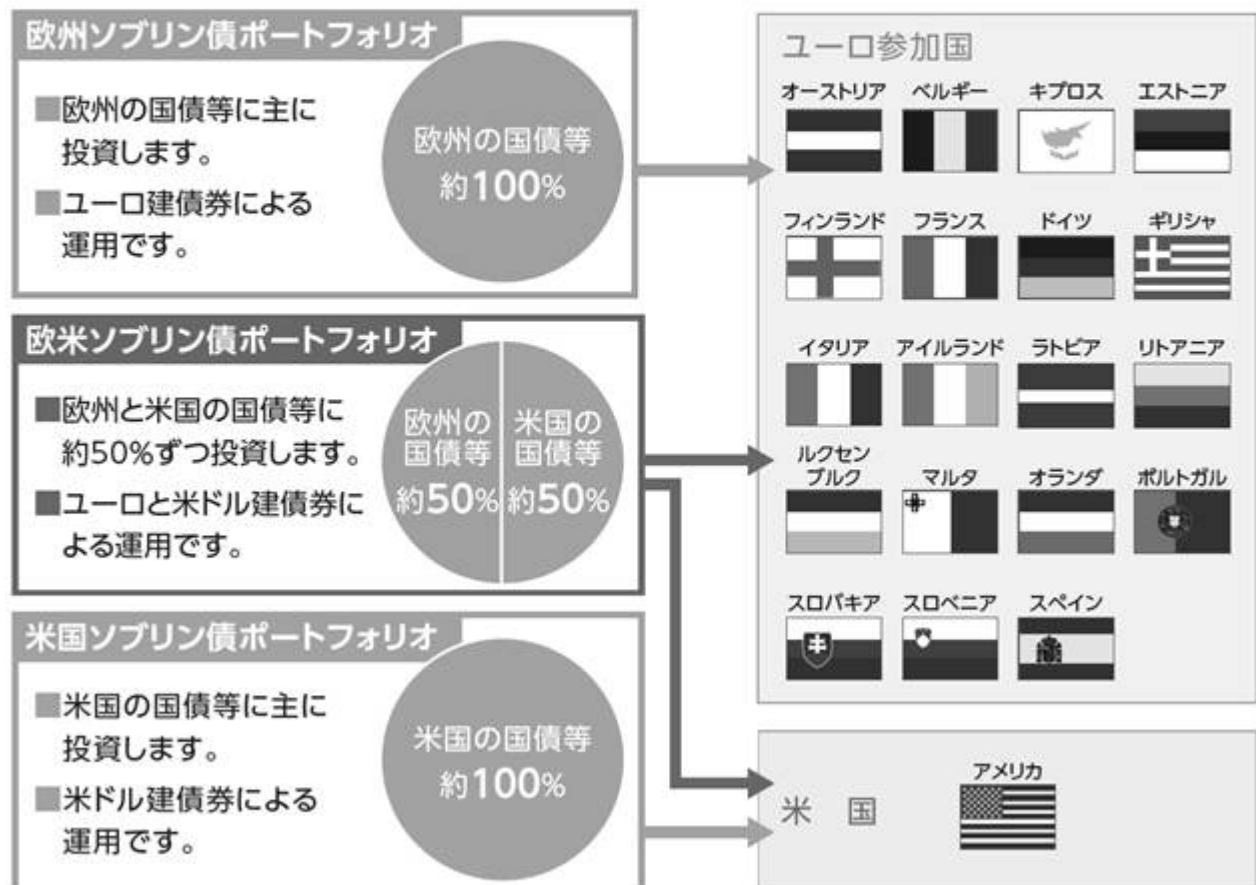 欧州ソブリン債ポートフォリオ
■欧州の国債等に主に
投資します。
■ユーロ建債券による
運用です。
欧州の国債等
約100%
欧米ソブリン債ポートフォリオ
■欧州と米国の国債等に
約50%ずつ投資します。
■ユーロと米ドル建債券に
よる運用です。
欧州の
国債等
約50%
米国の
国債等
約50%
米国ソブリン債ポートフォリオ
■米国の国債等に主に
投資します。
■米ドル建債券による
運用です。
米国の国債等
約100%
ユーロ参加国
オーストリア ベルギー キプロス エストニア
フィンランド フランス ドイツ ギリシャ
イタリア アイルランド ラトビア リトアニア
ルクセン
ブルク マルタ オランダ ポルトガル
スロバキア スロベニア スペイン
米 国
アメリカ